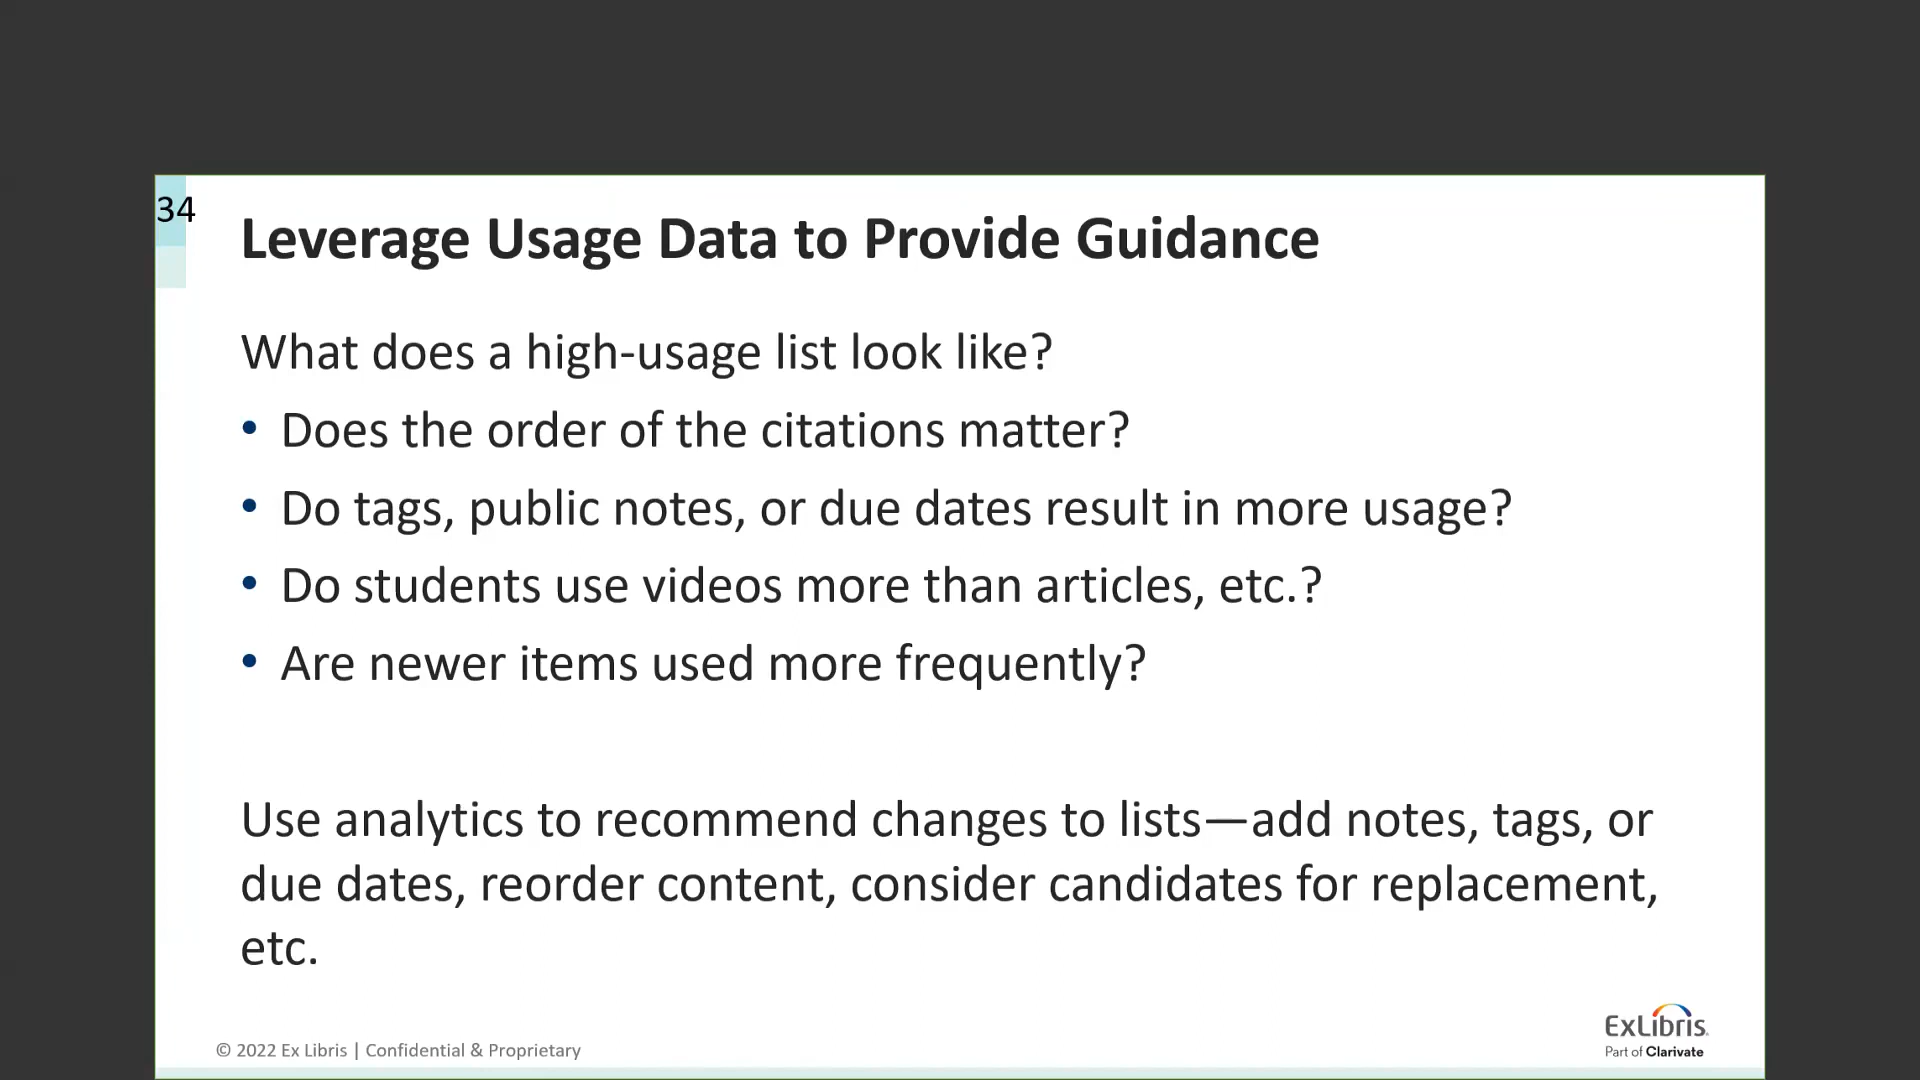 34
Leverage Usage Data to Provide Guidance
What does a high-usage list look like?
• Does the order of the citations matter?
• Do tags, public notes, or due dates result in more usage?
• Do students use videos more than articles, etc.?
• Are newer items used more frequently?
Use analytics to recommend changes to lists—add notes, tags, or
due dates, reorder content, consider candidates for replacement,
etc.
© 2022 Ex Libris | Confidential & Proprietary
ExLibris
Part of Clarivate